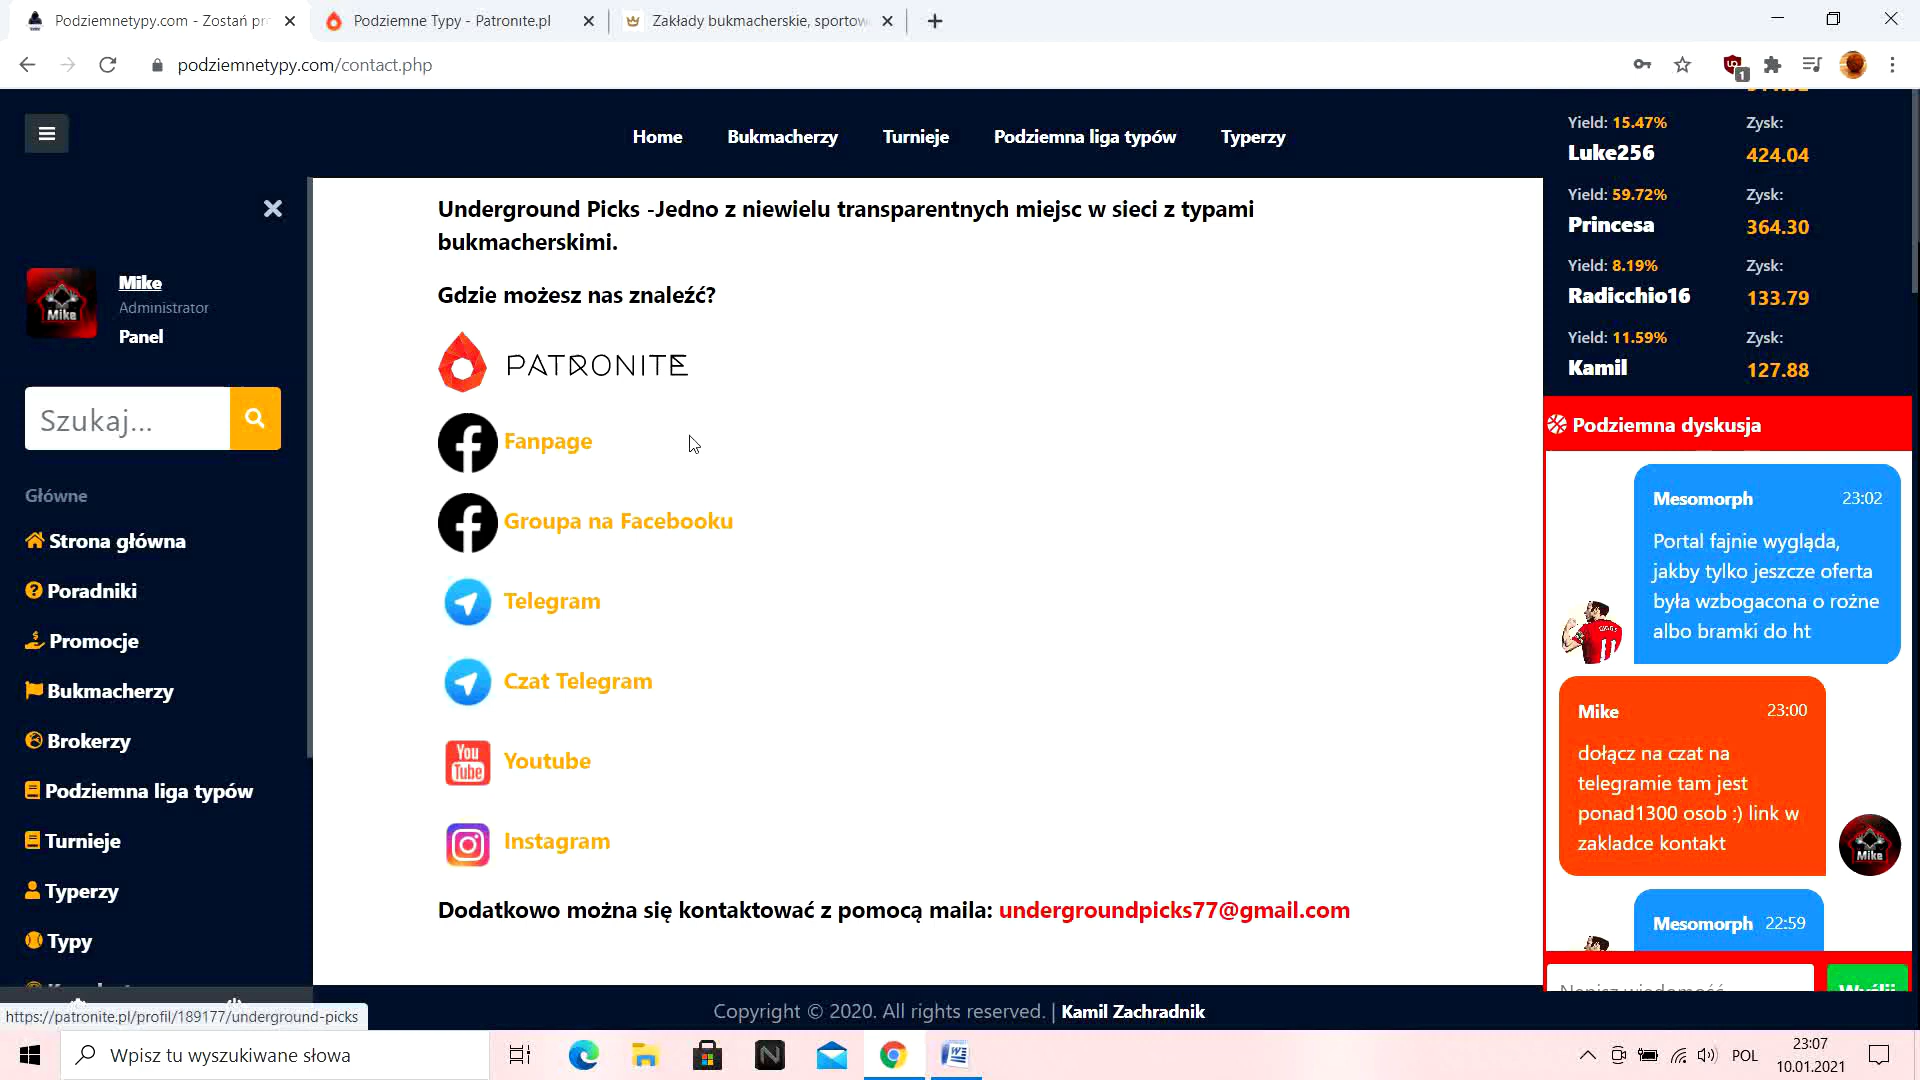 Podziemnetypy.com - Zostań pr
Podziemne Typy - Patronite.pl
Zakłady bukmacherskie, sportow
podziemnetypy.com/contact.php
1
Home
Bukmacherzy
Turnieje
Podziemna liga typów
Typerzy
Mike
Administrator
Panel
Szukaj...
Główne
Strona główna
Poradniki
Promocje
Bukmacherzy
Brokerzy
Podziemna liga typów
Turnieje
Typerzy
Typy
Underground Picks -Jedno z niewielu transparentnych miejsc w sieci z typami
bukmacherskimi.
Gdzie możesz nas znaleźć?
PATRONITE
Fanpage
Groupa na Facebooku
Telegram
Czat Telegram
You
Tube
Youtube
Instagram
Dodatkowo można się kontaktować z pomocą maila: undergroundpicks77@gmail.com
Yield: 15.47% Zysk:
Luke256 424.04
Yield: 59.72% Zysk:
Princesa 364.30
Yield: 8.19% Zysk:
Radicchio16 133.79
Yield: 11.59% Zysk:
Kamil 127.88
Podziemna dyskusja
Mesomorph 23:02
Portal fajnie wygląda,
jakby tylko jeszcze oferta
była wzbogacona o rożne
albo bramki do ht
Mike 23:00
dołącz na czat na
telegramie tam jest
ponad1300 osob :) link w
zakladce kontakt
Mike
Mesomorph 22:59
Napisz wiadomość
Wyślij
Copyright © 2020. All rights reserved. | Kamil Zachradnik
https://patronite.pl/profil/189177/underground-picks
Wpisz tu wyszukiwane słowa
POL
23:07
10.01.2021